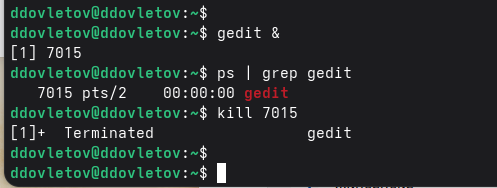 ddovletov@ddovletov:~$
ddovletov@ddovletov:~$ gedit &
[1] 7015
ddovletov@ddovletov:~$ ps | grep gedit
   7015 pts/2    00:00:00 gedit
ddovletov@ddovletov:~$ kill 7015
[1]+  Terminated                 gedit
ddovletov@ddovletov:~$
ddovletov@ddovletov:~$